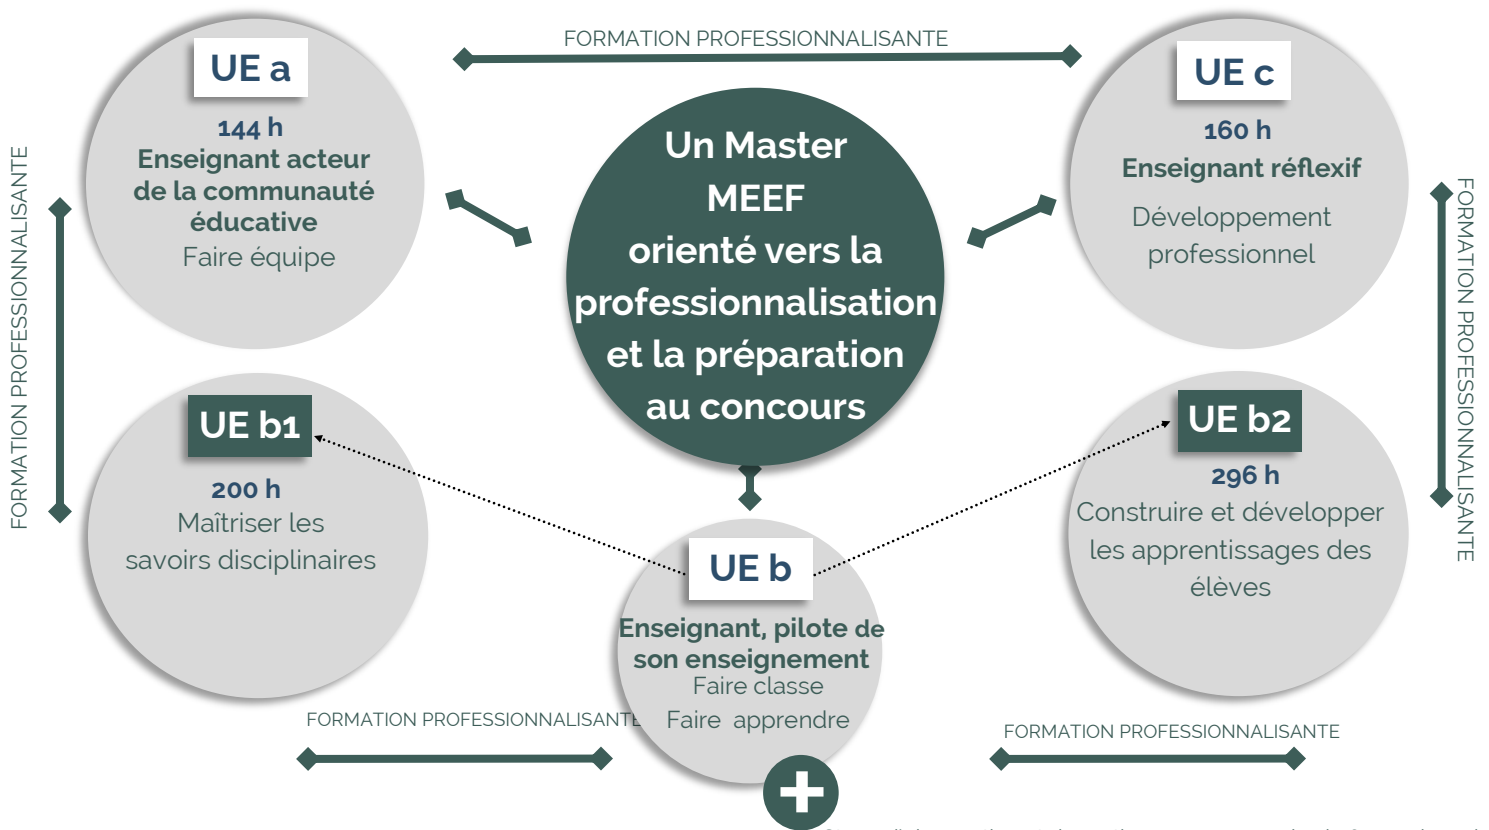 FORMATION PROFESSIONNALISANTE
UE a
144 h
Enseignant acteur
de la communauté
éducative
Faire équipe
Un Master
MEEF
orienté vers la
professionnalisation
et la préparation
au concours
UE c
160 h
Enseignant réflexif
Développement
professionnel
FORMATION PROFESSIONNALISANTE
FORMATION PROFESSIONNALISANTE
UE b1
200 h
Maîtriser les
savoirs disciplinaires
UE b2
296 h
Construire et développer
les apprentissages des
élèves
UE b
Enseignant, pilote de
son enseignement
Faire classe
Faire apprendre
FORMATION PROFESSIONNALISANTE
FORMATION PROFESSIONNALISANTE